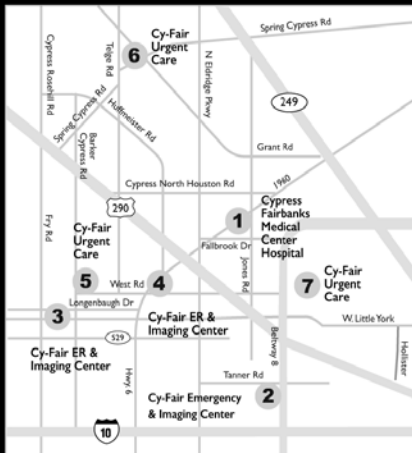 Spring Cypress Rd
Cypress Rosehill Rd
Telge Rd
Cy-Fair
Urgent
Care
6
N Eldridge Pkwy
249
Spring Cypress Rd
Huffmeister Rd
Barker
Cypress Rd
Grant Rd
1960
Cypress North Houston Rd
290
1
Cypress
Fairbanks
Medical
Center
Hospital
Fry Rd
Cy-Fair
Urgent
Care
Fallbrook Dr
Jones Rd
5
West Rd
4
7
Cy-Fair
Urgent
Care
Longenbaugh Dr
3
Cy-Fair ER &
Imaging Center
W. Little York
529
Beltway 8
Cy-Fair ER &
Imaging Center
Hwy. 6
Hollister
Tanner Rd
2
Cy-Fair Emergency
& Imaging Center
10